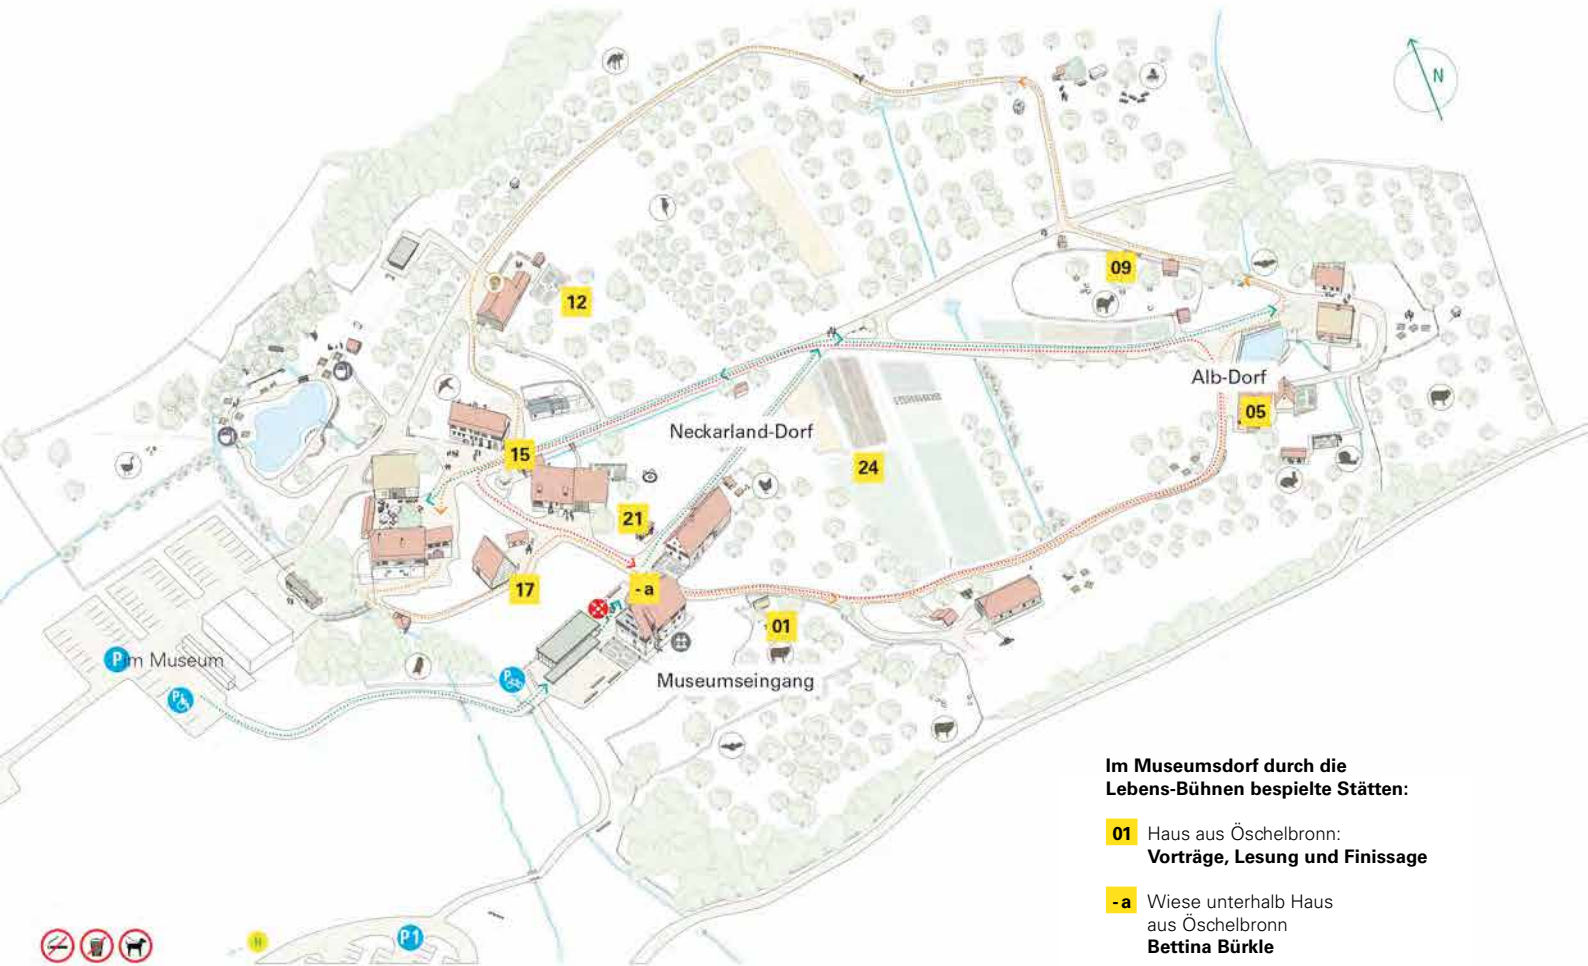 N
09
12
Alb-Dorf
05
Neckarland-Dorf
15
24
21
17
-a
01
P im Museum
P
P
Museumseingang
Im Museumsdorf durch die
Lebens-Bühnen bespielte Stätten:
01 Haus aus Öschelbronn:
Vorträge, Lesung und Finissage
-a Wiese unterhalb Haus
aus Öschelbronn
Bettina Bürkle
H
P1